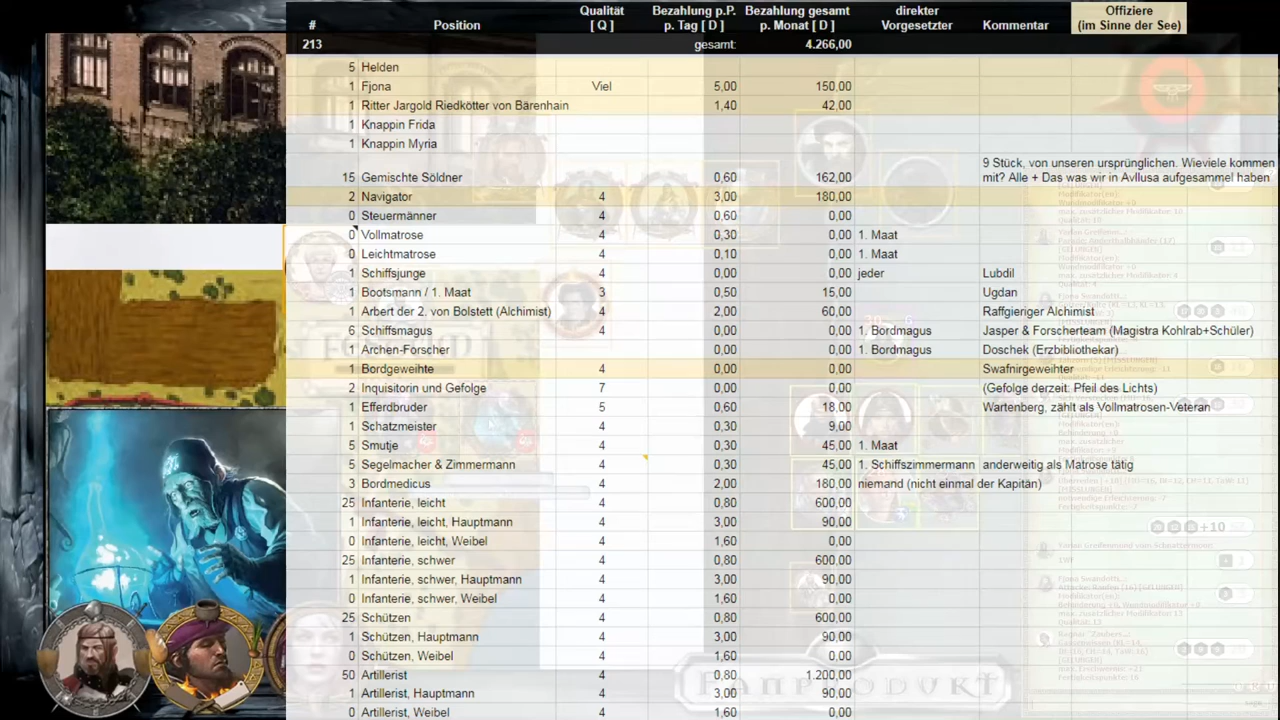 # Position Qualität [ Q ] Bezahlung p.P. p. Tag [ D ] Bezahlung gesamt p. Monat [ D ] direkter Vorgesetzter Kommentar Offiziere (im Sinne der See)
213 gesamt: 4.266,00
5 Helden
1 Fjona Viel 5,00 150,00
1 Ritter Jargold Riedkötter von Bärenhain 1,40 42,00
1 Knappin Frida
1 Knappin Myria
9 Stück, von unseren ursprünglichen. Wieviele kommen
15 Gemischte Söldner 0,60 162,00 mit? Alle + Das was wir in Avllusa aufgesammel haben
2 Navigator 4 3,00 180,00
0 Steuermänner 4 0,60 0,00
0 Vollmatrose 4 0,30 0,00 1. Maat
0 Leichtmatrose 4 0,10 0,00 1. Maat
1 Schiffsjunge 4 0,00 0,00 jeder Lubdil
1 Bootsmann / 1. Maat 3 0,50 15,00 Ugdan
1 Arbert der 2. von Bolstett (Alchimist) 4 2,00 60,00 Raffgieriger Alchimist
6 Schiffsmagus 4 0,00 0,00 1. Bordmagus Jasper & Forscherteam (Magistra Kohlrab+Schüler)
1 Archen-Forscher 0,00 0,00 1. Bordmagus Doschek (Erzbibliothekar)
1 Bordgeweihte 4 0,00 0,00 Swafnirgeweihter
2 Inquisitorin und Gefolge 7 0,00 0,00 (Gefolge derzeit: Pfeil des Lichts)
1 Efferdbruder 5 0,60 18,00 Wartenberg, zählt als Vollmatrosen-Veteran
1 Schatzmeister 4 0,30 9,00
5 Smutje 4 0,30 45,00 1. Maat
5 Segelmacher & Zimmermann 4 0,30 45,00 1. Schiffszimmermann anderweitig als Matrose tätig
3 Bordmedicus 4 2,00 180,00 niemand (nicht einmal der Kapitän)
25 Infanterie, leicht 4 0,80 600,00
1 Infanterie, leicht, Hauptmann 4 3,00 90,00
0 Infanterie, leicht, Weibel 4 1,60 0,00
25 Infanterie, schwer 4 0,80 600,00
1 Infanterie, schwer, Hauptmann 4 3,00 90,00
0 Infanterie, schwer, Weibel 4 1,60 0,00
25 Schützen 4 0,80 600,00
1 Schützen, Hauptmann 4 3,00 90,00
0 Schützen, Weibel 4 1,60 0,00
50 Artillerist 4 0,80 1.200,00
1 Artillerist, Hauptmann 4 3,00 90,00
0 Artillerist, Weibel 4 1,60 0,00
FANPRODUKT